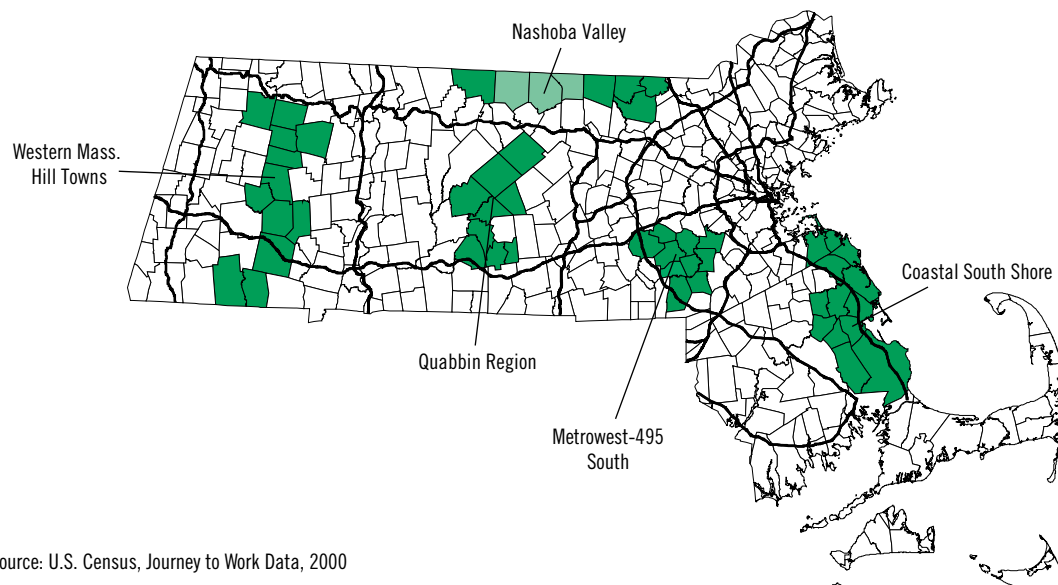 Nashoba Valley
Western Mass.
Hill Towns
Coastal South Shore
Quabbin Region
Metrowest-495
South
ource: U.S. Census, Journey to Work Data, 2000